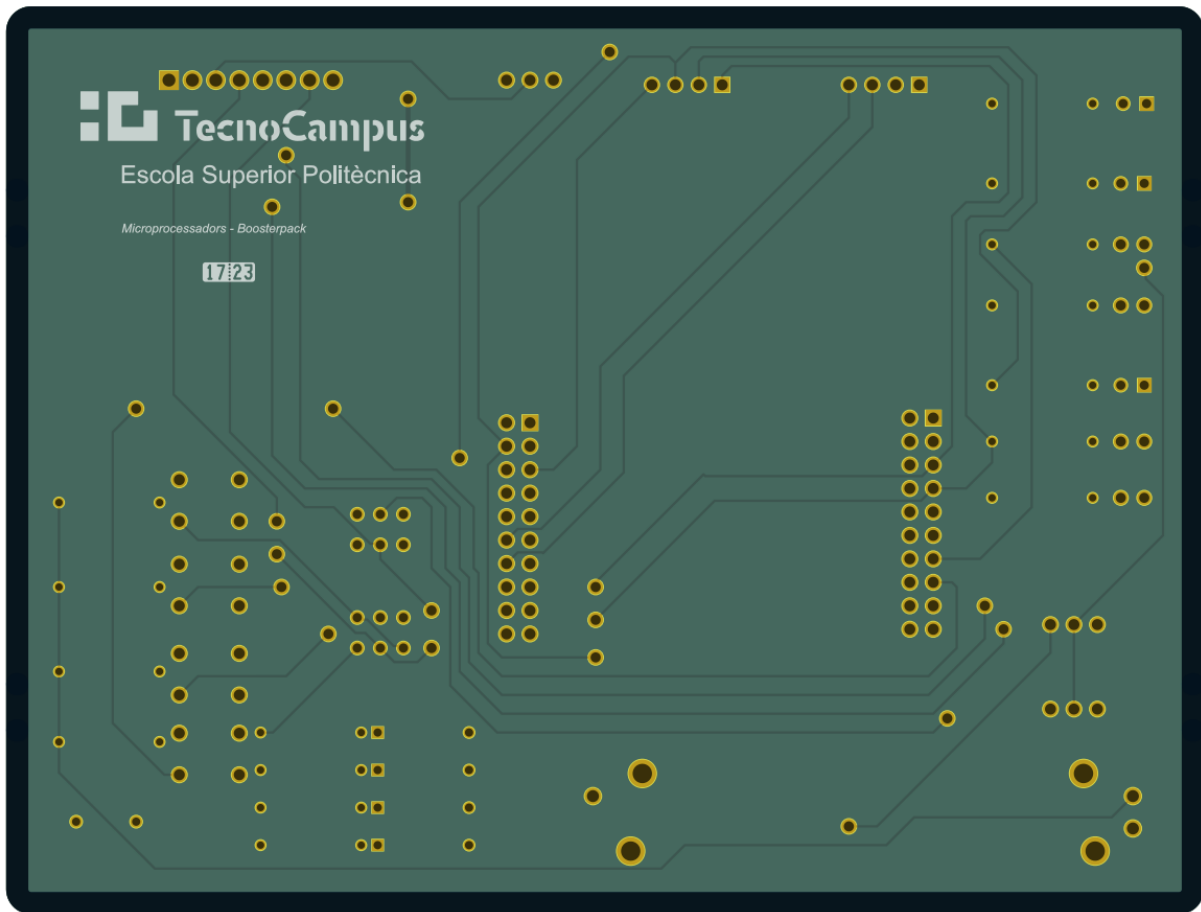 TecnoCampus
Escola Superior Politècnica
Microprocessadors - Boosterpack
17:23